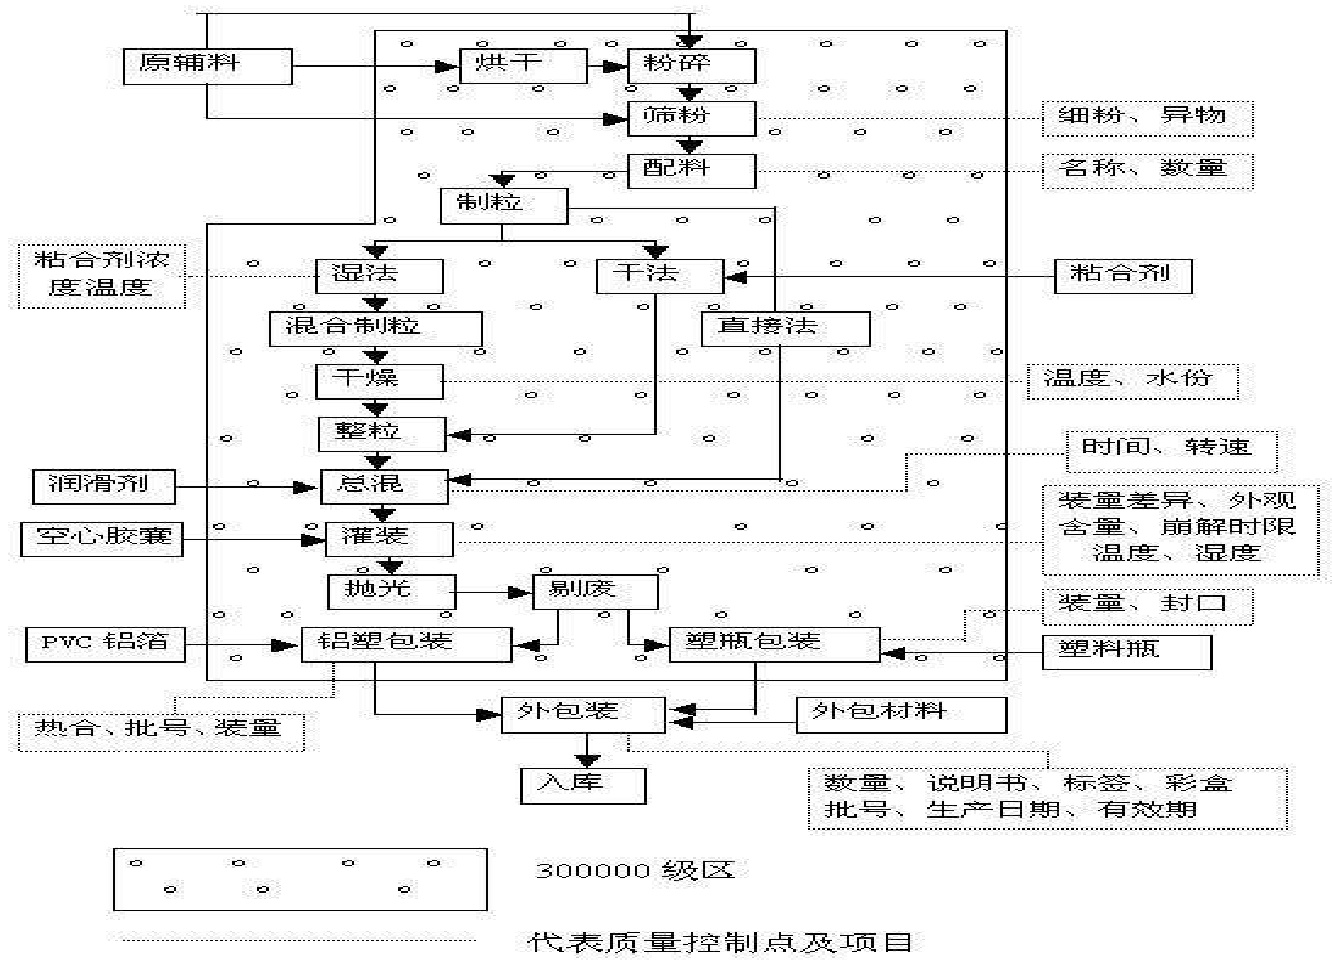 原辅料
烘干
粉碎
筛粉
细粉、异物
配料
名称、数量
制粒
粘合剂浓
度温度
湿法
干法
粘合剂
混合制粒
直接法
干燥
温度、水份
整粒
时间、转速
润滑剂
总混
装量差异、外观
含量、崩解时限
温度、湿度
空心胶囊
灌装
抛光
剔废
装量、封口
PVC 铝箔
铝塑包装
塑瓶包装
塑料瓶
热合、批号、装量
外包装
外包材料
入库
数量、说明书、标签、彩盒
批号、生产日期、有效期
300000 级区
代表质量控制点及项目